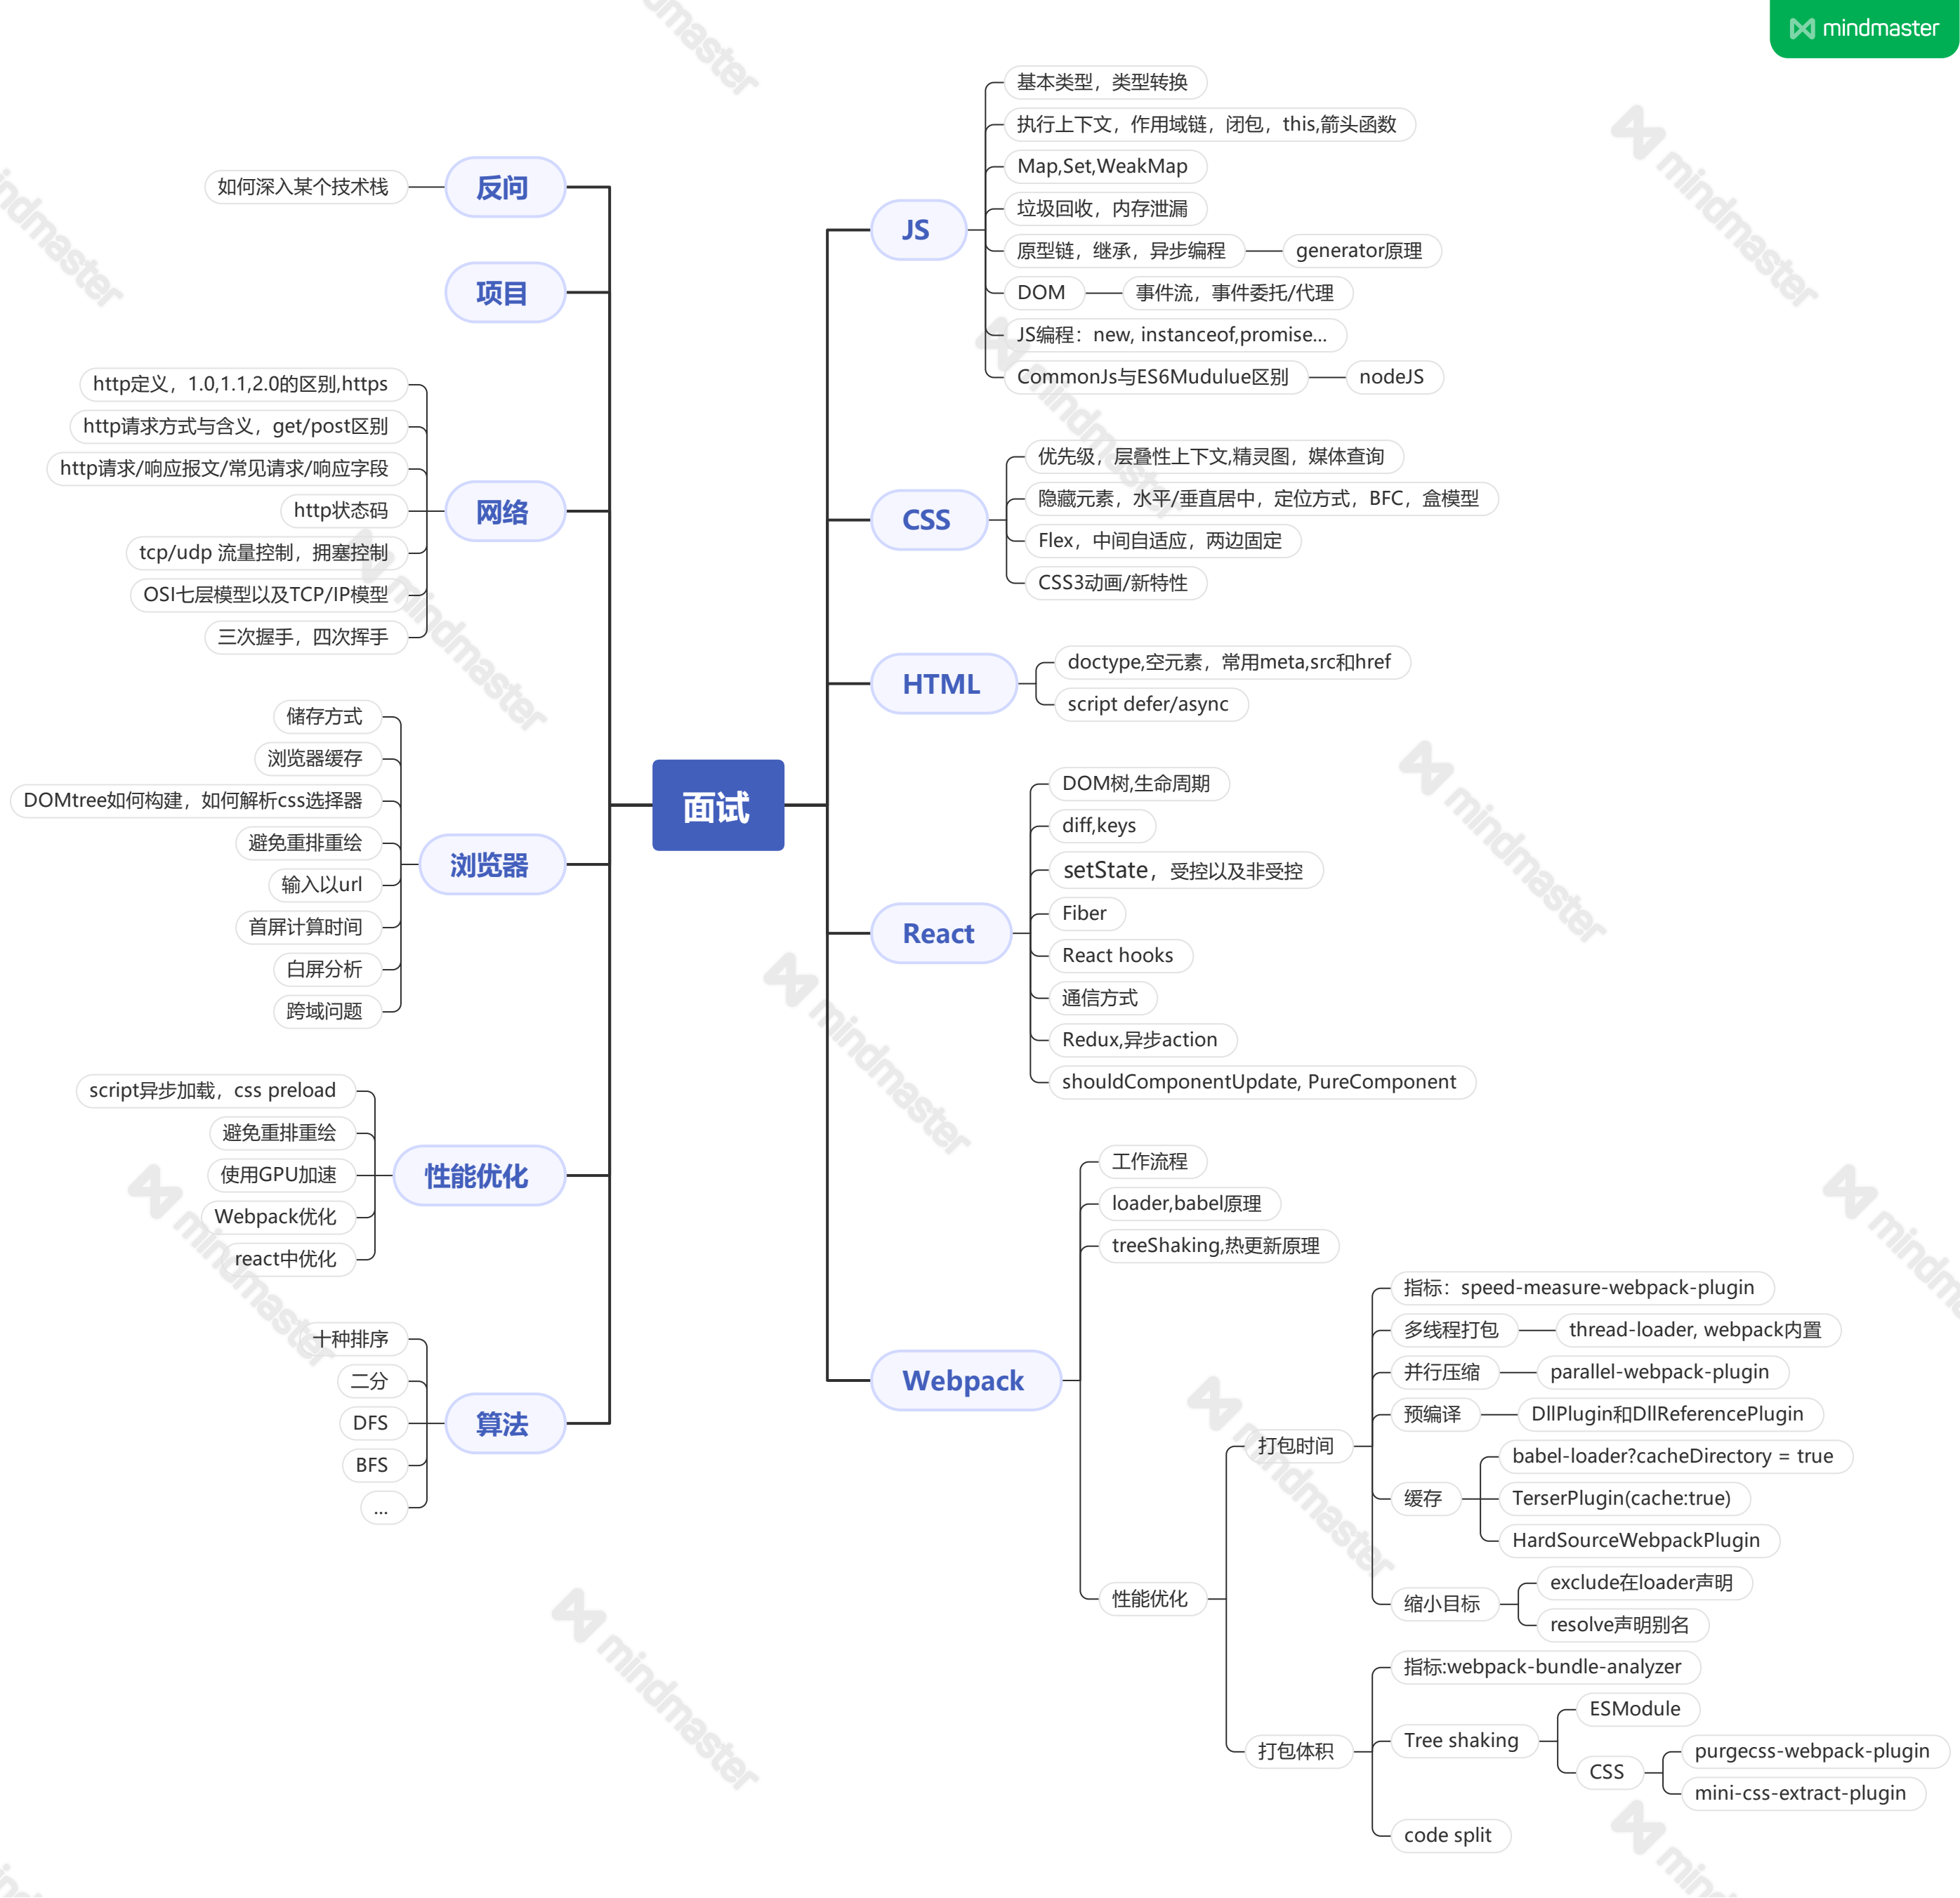 mindmaster
面试
JS
基本类型，类型转换
执行上下文，作用域链，闭包，this,箭头函数
Map,Set,WeakMap
垃圾回收，内存泄漏
原型链，继承，异步编程
generator原理
DOM
事件流，事件委托/代理
JS编程：new, instanceof,promise...
CommonJs与ES6Mudulue区别
nodeJS
CSS
优先级，层叠性上下文,精灵图，媒体查询
隐藏元素，水平/垂直居中，定位方式，BFC，盒模型
Flex，中间自适应，两边固定
CSS3动画/新特性
HTML
doctype,空元素，常用meta,src和href
script defer/async
React
DOM树,生命周期
diff,keys
setState，受控以及非受控
Fiber
React hooks
通信方式
Redux,异步action
shouldComponentUpdate, PureComponent
Webpack
工作流程
loader,babel原理
treeShaking,热更新原理
性能优化
打包时间
指标：speed-measure-webpack-plugin
多线程打包
thread-loader, webpack内置
并行压缩
parallel-webpack-plugin
预编译
DllPlugin和DllReferencePlugin
缓存
babel-loader?cacheDirectory = true
TerserPlugin(cache:true)
HardSourceWebpackPlugin
缩小目标
exclude在loader声明
resolve声明别名
打包体积
指标:webpack-bundle-analyzer
Tree shaking
ESModule
CSS
purgecss-webpack-plugin
mini-css-extract-plugin
code split
反问
如何深入某个技术栈
项目
网络
http定义，1.0,1.1,2.0的区别,https
http请求方式与含义，get/post区别
http请求/响应报文/常见请求/响应字段
http状态码
tcp/udp 流量控制，拥塞控制
OSI七层模型以及TCP/IP模型
三次握手，四次挥手
浏览器
储存方式
浏览器缓存
DOMtree如何构建，如何解析css选择器
避免重排重绘
输入以url
首屏计算时间
白屏分析
跨域问题
性能优化
script异步加载，css preload
避免重排重绘
使用GPU加速
Webpack优化
react中优化
算法
十种排序
二分
DFS
BFS
...
mindmaster
mindmaster
mindmaster
mindmaster
mindmaster
mindmaster
mindmaster
mindmaster
mindmaster
mindmaster